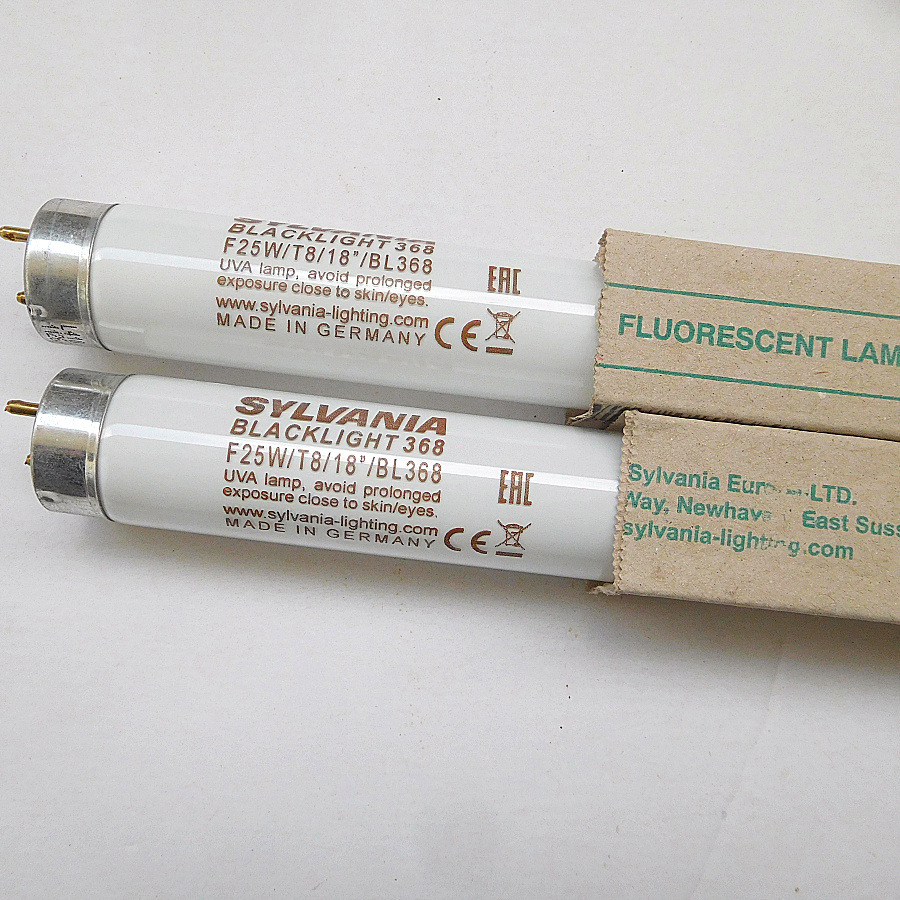 SYLVANIA
BLACKLIGHT 368
F25W/T8/18"/BL368
UVA lamp, avoid prolonged
exposure close to skin/eyes.
www.sylvania-lighting.com
MADE IN GERMANY
EAC
CE
FLUORESCENT LAM
SYLVANIA
BLACKLIGHT 368
F25W/T8/18"/BL368
UVA lamp, avoid prolonged
exposure close to skin/eyes.
www.sylvania-lighting.com
MADE IN GERMANY
EAC
CE
Sylvania LTD.
Way, East Suss
sylvania-lighting.com